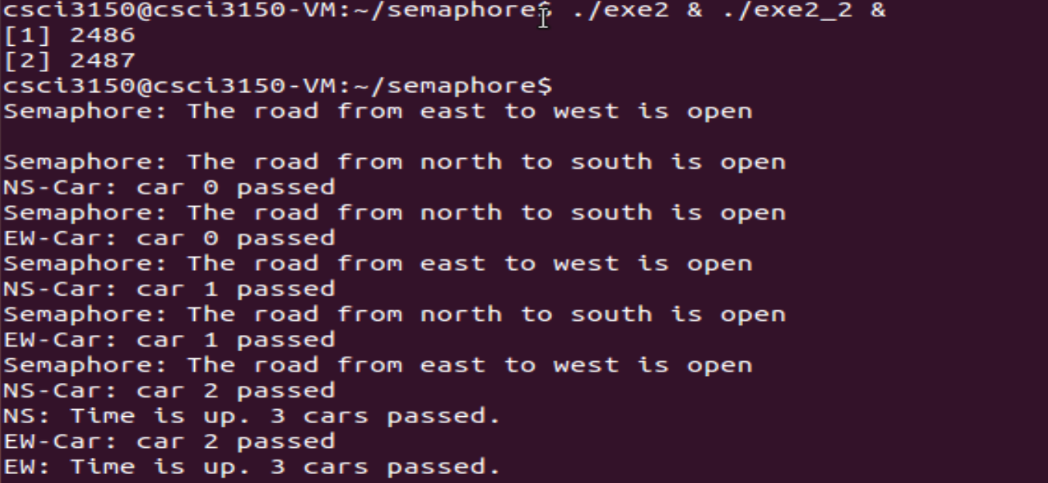 csci3150@csci3150-VM:~/semaphore$ ./exe2 & ./exe2_2 &
[1] 2486
[2] 2487
csci3150@csci3150-VM:~/semaphore$
Semaphore: The road from east to west is open
Semaphore: The road from north to south is open
NS-Car: car 0 passed
Semaphore: The road from north to south is open
EW-Car: car 0 passed
Semaphore: The road from east to west is open
NS-Car: car 1 passed
Semaphore: The road from north to south is open
EW-Car: car 1 passed
Semaphore: The road from east to west is open
NS-Car: car 2 passed
NS: Time is up. 3 cars passed.
EW-Car: car 2 passed
EW: Time is up. 3 cars passed.